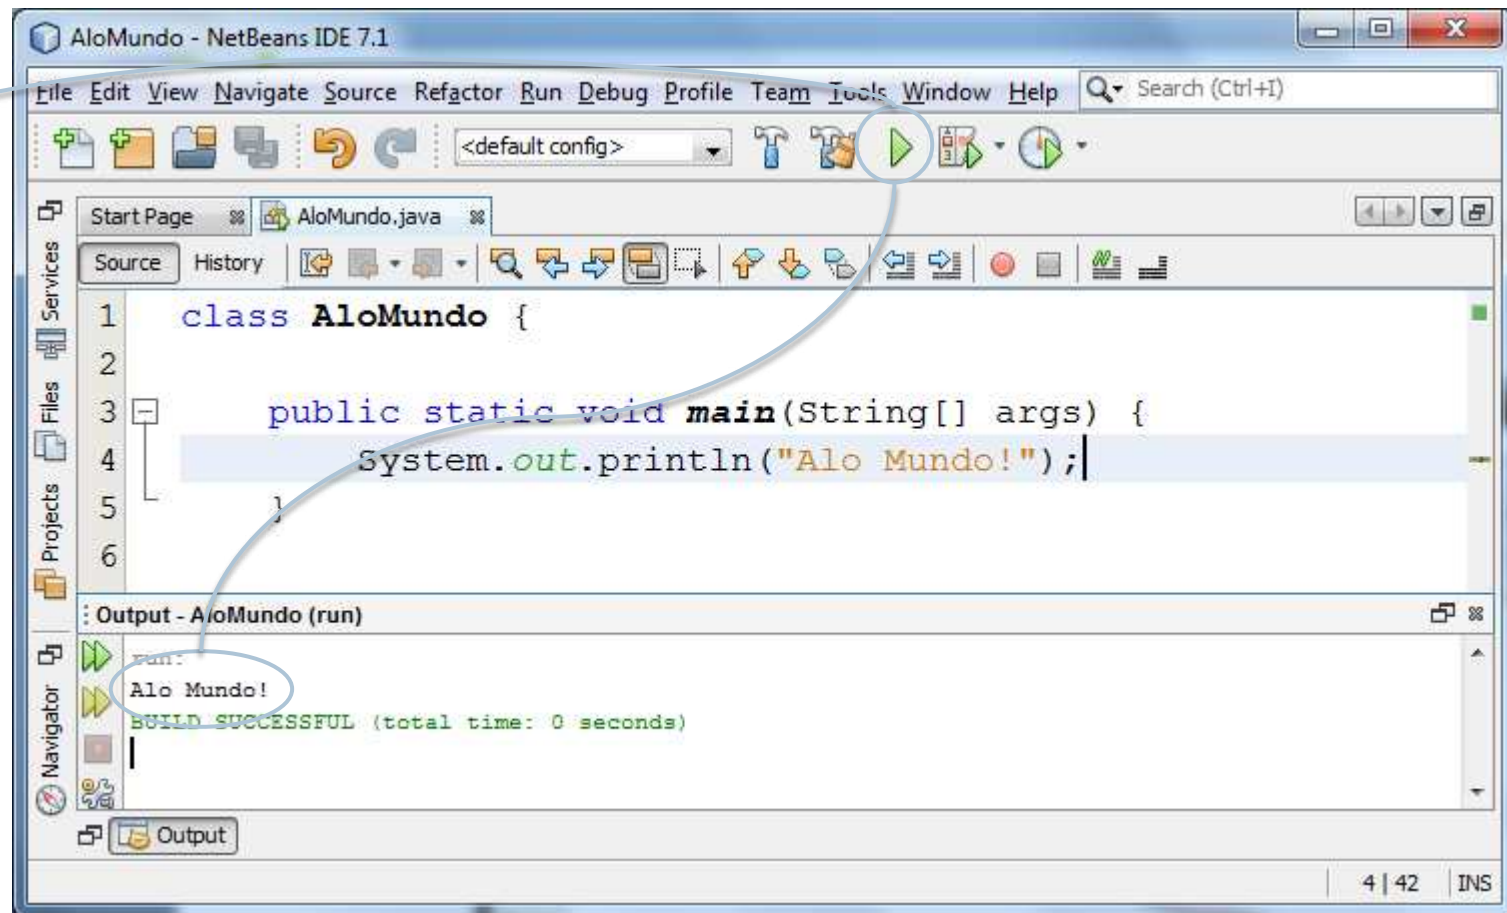 AloMundo - NetBeans IDE 7.1
File Edit View Navigate Source Refactor Run Debug Profile Team Tools Window Help Search (Ctrl+I)
<default config>
Start Page AloMundo.java
Source History
Services
Files
Projects
Navigator
1 class AloMundo {
2
3 public static void main(String[] args) {
4 System.out.println("Alo Mundo!");
5 }
6
Output - AloMundo (run)
run:
Alo Mundo!
BUILD SUCCESSFUL (total time: 0 seconds)
Output
4 | 42 INS